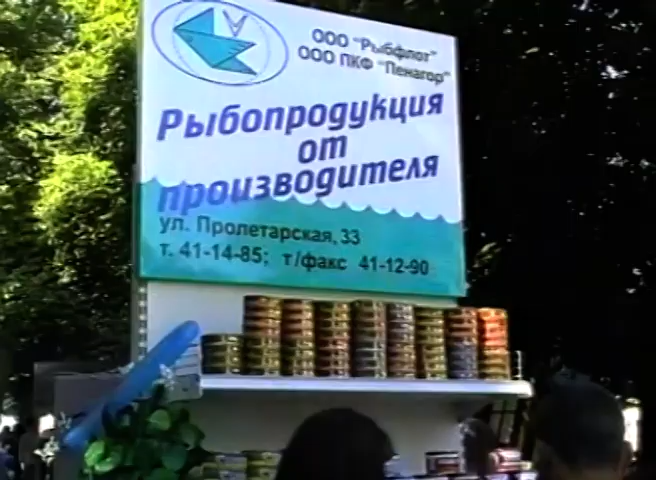 ООО "Рыбфлот"
ООО ПКФ "Пенагор"
Рыбопродукция
от
производителя
ул. Пролетарская, 33
т. 41-14-85; т/факс 41-12-90